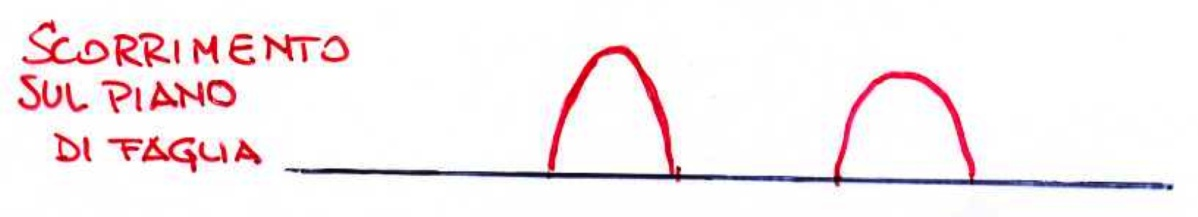 SCORRIMENTO
SUL PIANO
DI FAGLIA